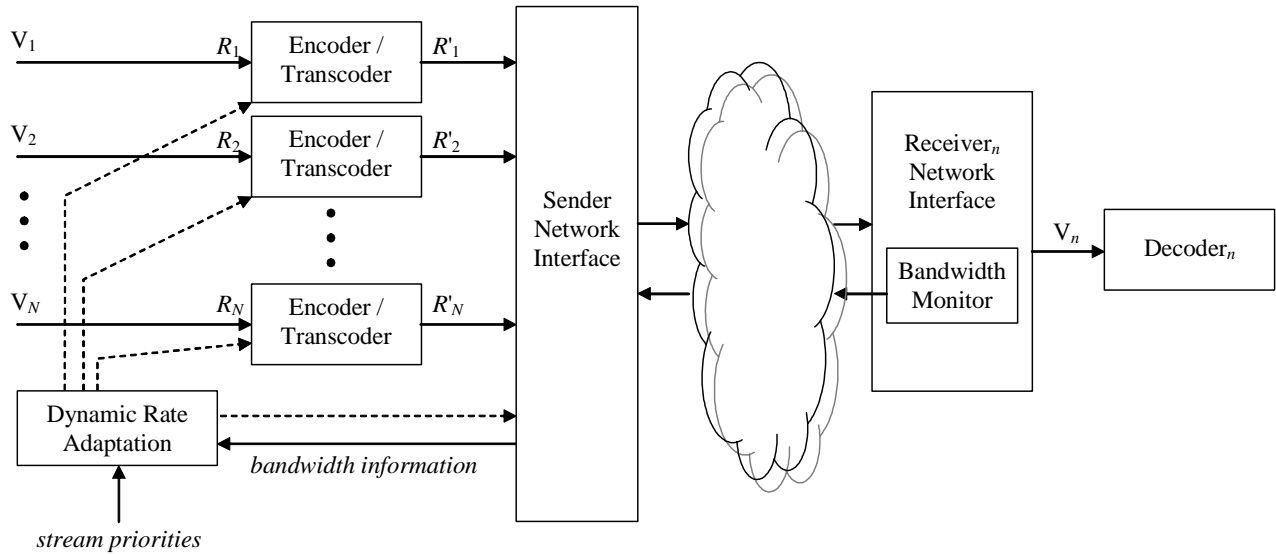 V1
R1
Encoder /
Transcoder
R'1
V2
R2
Encoder /
Transcoder
R'2
VN
RN
Encoder /
Transcoder
R'N
Dynamic Rate
Adaptation
bandwidth information
stream priorities
Sender
Network
Interface
Receivern
Network
Interface
Bandwidth
Monitor
Vn
Decodern